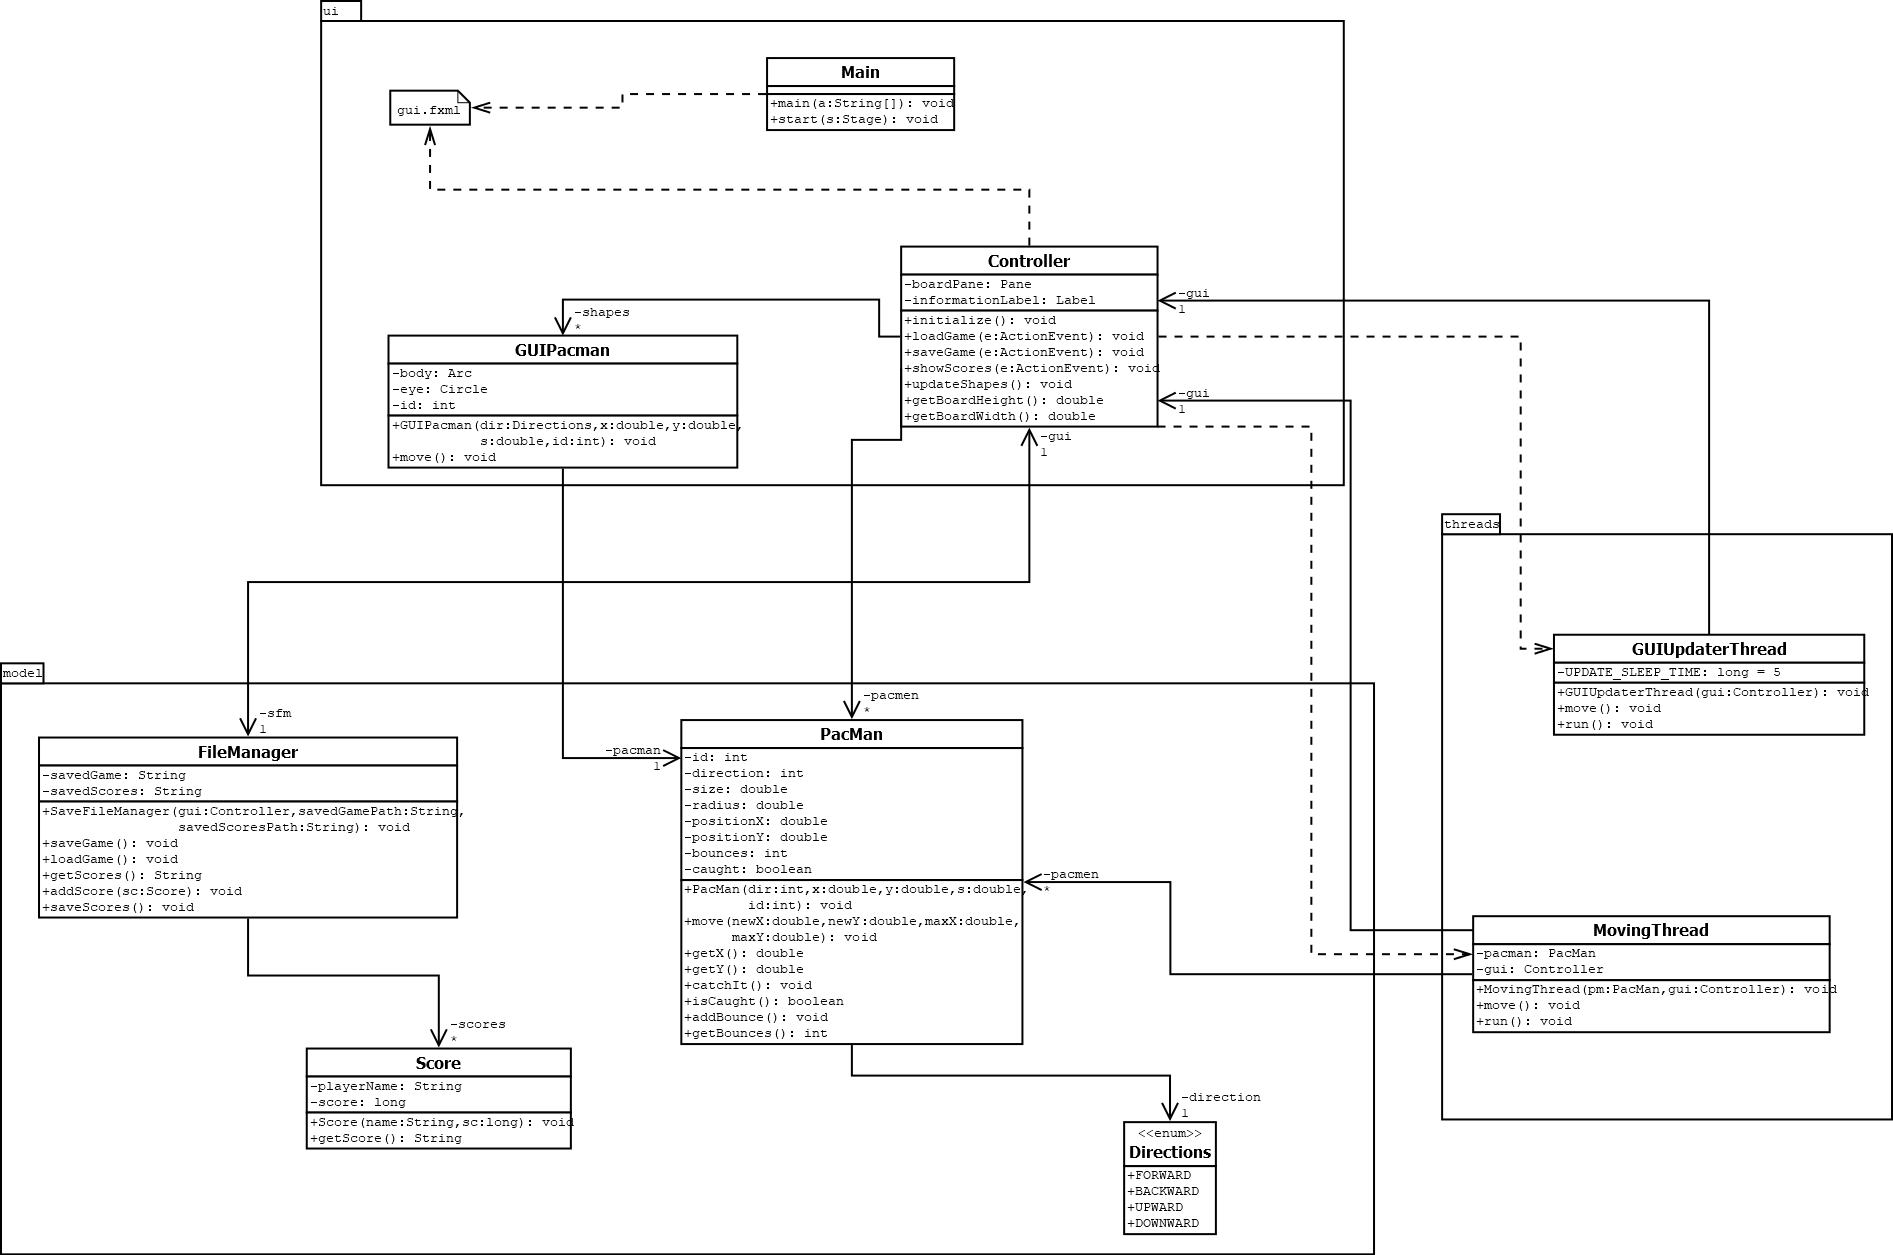 ui
Main
+main(a:String[]): void
+start(s:Stage): void
gui.fxml
Controller
-boardPane: Pane
-informationLabel: Label
+initialize(): void
+loadGame(e:ActionEvent): void
+saveGame(e:ActionEvent): void
+showScores(e:ActionEvent): void
+updateShapes(): void
+getBoardHeight(): double
+getBoardWidth(): double
-gui
1
-gui
1
-gui
1
-shapes
*
GUIPacman
-body: Arc
-eye: Circle
-id: int
+GUIPacman(dir:Directions,x:double,y:double,
s:double,id:int): void
+move(): void
threads
GUIUpdaterThread
-UPDATE_SLEEP_TIME: long = 5
+GUIUpdaterThread(gui:Controller): void
+move(): void
+run(): void
MovingThread
-pacman: PacMan
-gui: Controller
+MovingThread(pm:PacMan,gui:Controller): void
+move(): void
+run(): void
model
-sfm
1
FileManager
-savedGame: String
-savedScores: String
+SaveFileManager(gui:Controller,savedGamePath:String,
savedScoresPath:String): void
+saveGame(): void
+loadGame(): void
+getScores(): String
+addScore(sc:Score): void
+saveScores(): void
-pacman
1
-pacmen
*
PacMan
-id: int
-direction: int
-size: double
-radius: double
-positionX: double
-positionY: double
-bounces: int
-caught: boolean
+PacMan(dir:int,x:double,y:double,s:double,
id:int): void
+move(newX:double,newY:double,maxX:double,
maxY:double): void
+getX(): double
+getY(): double
+catchIt(): void
+isCaught(): boolean
+addBounce(): void
+getBounces(): int
-pacmen
*
-scores
*
Score
-playerName: String
-score: long
+Score(name:String,sc:long): void
+getScore(): String
-direction
1
<<enum>>
Directions
+FORWARD
+BACKWARD
+UPWARD
+DOWNWARD